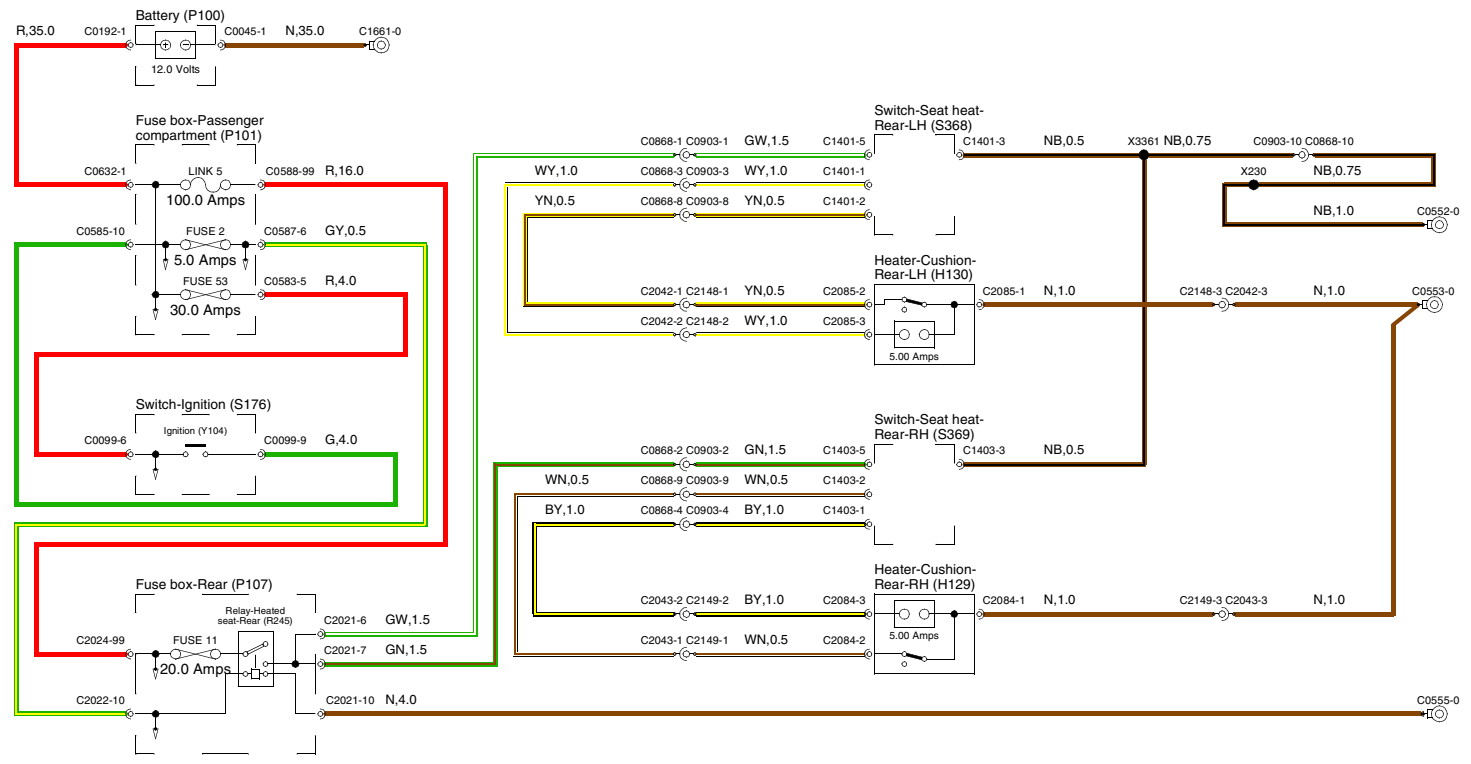 Battery (P100)
R,35.0 C0192-1 C0045-1 N,35.0 C1661-0
12.0 Volts
Fuse box-Passenger
compartment (P101)
C0632-1 LINK 5 C0588-99 R,16.0
100.0 Amps
C0585-10 FUSE 2 C0587-6 GY,0.5
5.0 Amps
FUSE 53 C0583-5 R,4.0
30.0 Amps
Switch-Ignition (S176)
Ignition (Y104)
C0099-6 C0099-9 G,4.0
Fuse box-Rear (P107)
Relay-Heated
seat-Rear (R245)
C2021-6 GW,1.5
C2024-99 FUSE 11 C2021-7 GN,1.5
20.0 Amps
C2022-10 C2021-10 N,4.0 C0555-0
Switch-Seat heat-
Rear-LH (S368)
C0868-1 C0903-1 GW,1.5 C1401-5 C1401-3 NB,0.5 X3361 NB,0.75 C0903-10 C0868-10
WY,1.0 C0868-3 C0903-3 WY,1.0 C1401-1 X230 NB,0.75
YN,0.5 C0868-8 C0903-8 YN,0.5 C1401-2 NB,1.0 C0552-0
Heater-Cushion-
Rear-LH (H130)
C2042-1 C2148-1 YN,0.5 C2085-2 C2085-1 N,1.0 C2148-3 C2042-3 N,1.0 C0553-0
C2042-2 C2148-2 WY,1.0 C2085-3
5.00 Amps
Switch-Seat heat-
Rear-RH (S369)
C0868-2 C0903-2 GN,1.5 C1403-5 C1403-3 NB,0.5
WN,0.5 C0868-9 C0903-9 WN,0.5 C1403-2
BY,1.0 C0868-4 C0903-4 BY,1.0 C1403-1
Heater-Cushion-
Rear-RH (H129)
C2043-2 C2149-2 BY,1.0 C2084-3 C2084-1 N,1.0 C2149-3 C2043-3 N,1.0
5.00 Amps
C2043-1 C2149-1 WN,0.5 C2084-2